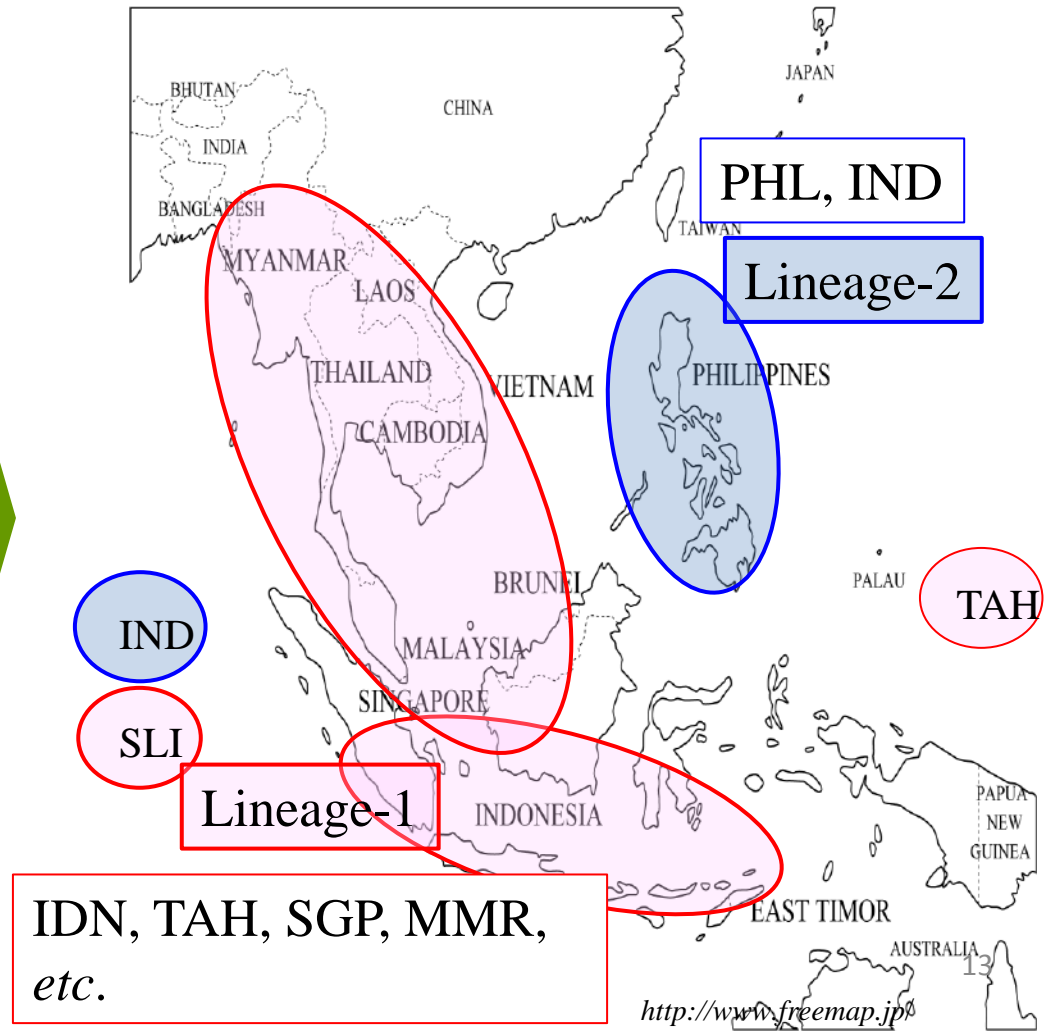 JAPAN
BHUTAN
CHINA
INDIA
PHL, IND
BANGLADESH
TAIWAN
MYANMAR
Lineage-2
LAOS
THAILAND
VIETNAM
PHILIPPINES
CAMBODIA
BRUNEI
PALAU
TAH
IND
MALAYSIA
SINGAPORE
SLI
Lineage-1
INDONESIA
PAPUA
NEW
GUINEA
IDN, TAH, SGP, MMR,
etc.
EAST TIMOR
AUSTRALIA
13
http://www.freemap.jp/